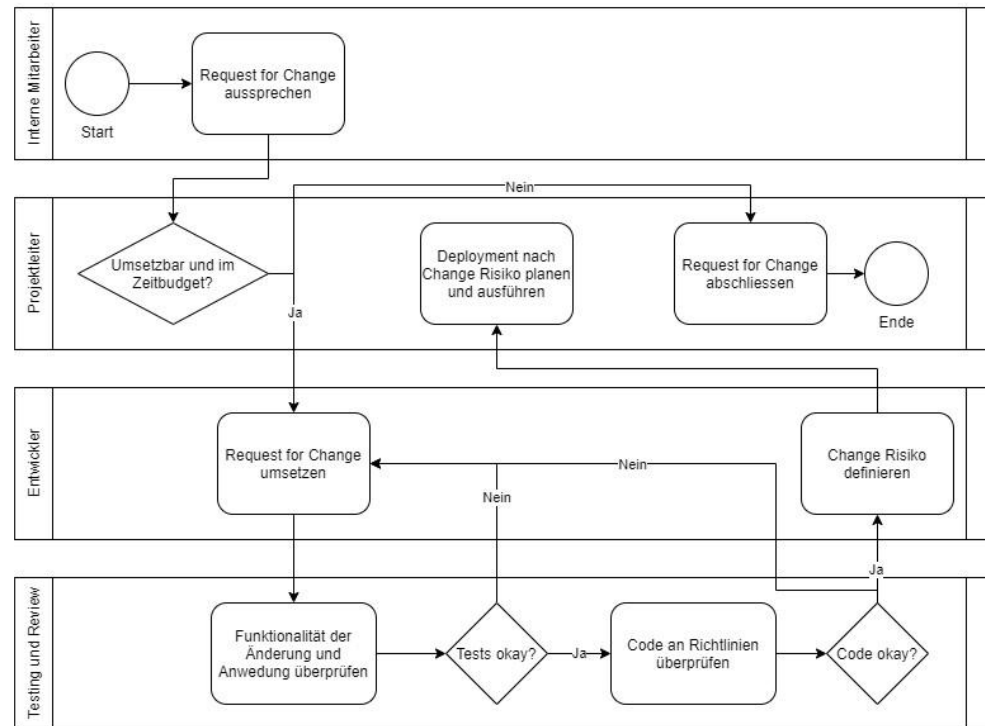 Interne Mitarbeiter
Start
Request for Change
aussprechen
Nein
Projektleiter
Umsetzbar und im
Zeitbudget?
Ja
Deployment nach
Change Risiko planen
und ausführen
Request for Change
abschliessen
Ende
Entwickler
Request for Change
umsetzen
Nein
Nein
Change Risiko
definieren
Ja
Testing und Review
Funktionalität der
Änderung und
Anwedung überprüfen
Tests okay?
Ja
Code an Richtlinien
überprüfen
Code okay?